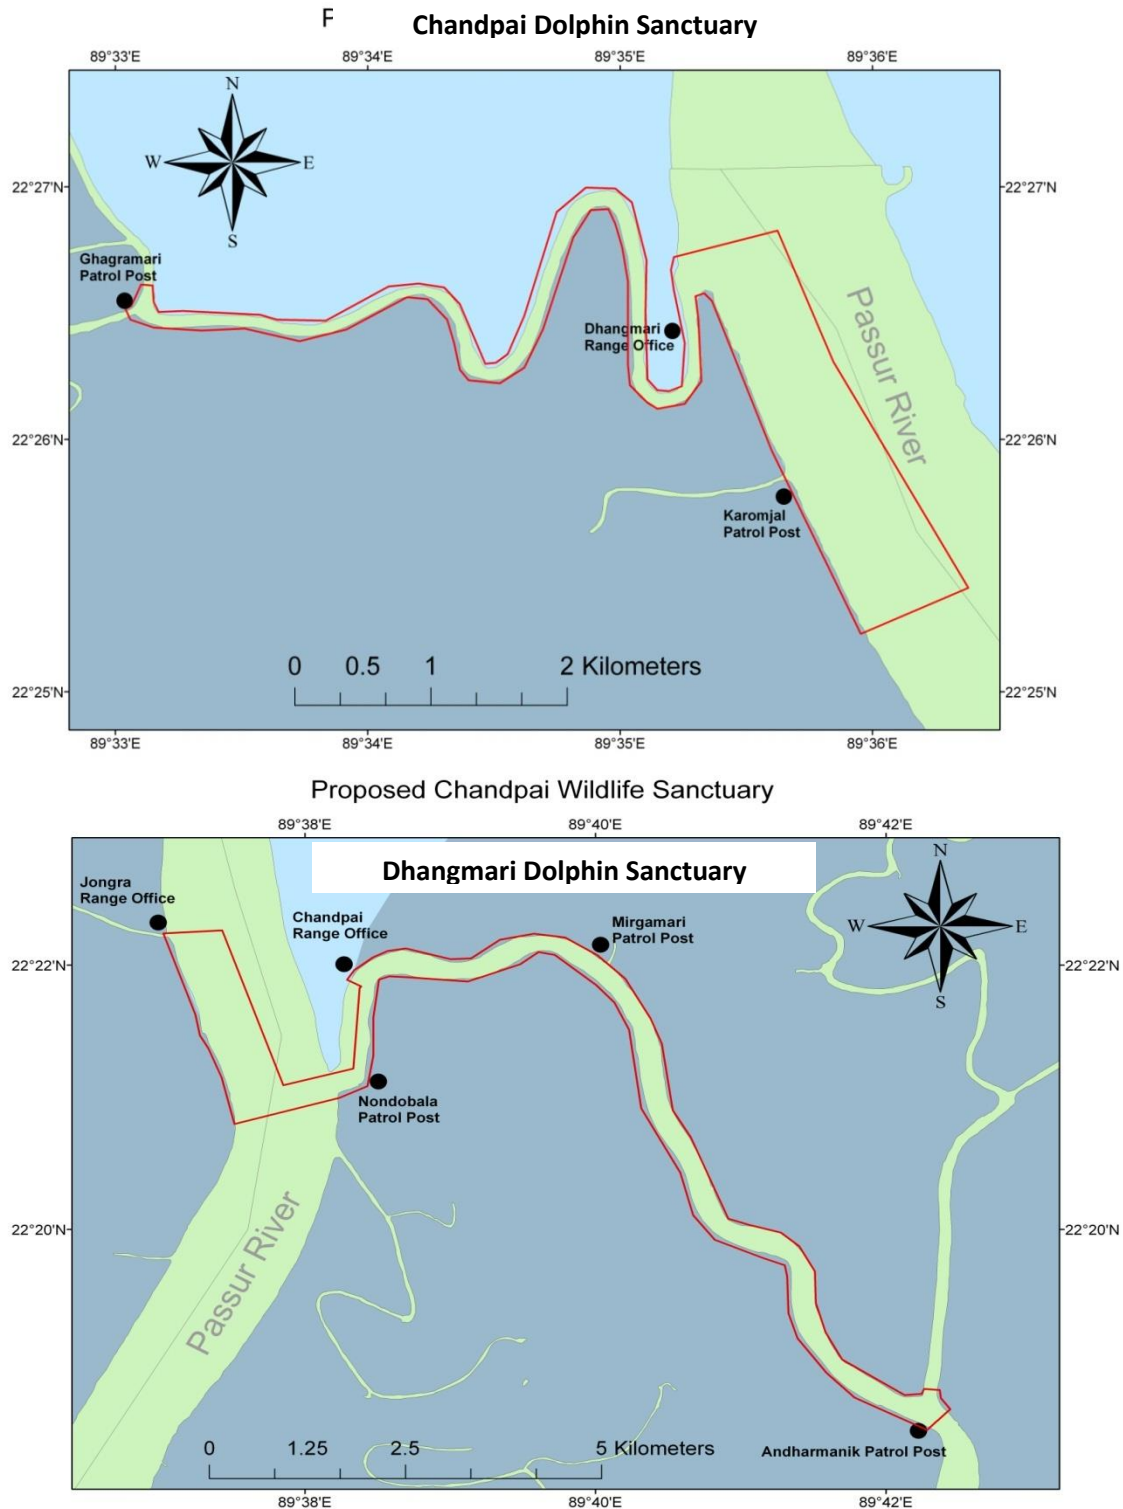 F
Chandpai Dolphin Sanctuary
89°33'E 89°34'E 89°35'E 89°36'E
N
W E
S
22°27'N 22°27'N
Ghagramari
Patrol Post
Dhangmari
Range Office
Passur River
22°26'N 22°26'N
Karomjal
Patrol Post
0 0.5 1 2 Kilometers
22°25'N 22°25'N
89°33'E 89°34'E 89°35'E 89°36'E
Proposed Chandpai Wildlife Sanctuary
89°38'E 89°40'E 89°42'E
Dhangmari Dolphin Sanctuary
N
W E
S
Jongra
Range Office
Chandpai
Range Office
Mirgamari
Patrol Post
22°22'N 22°22'N
Nondobala
Patrol Post
22°20'N 22°20'N
Passur River
0 1.25 2.5 5 Kilometers
Andharmanik Patrol Post
89°38'E 89°40'E 89°42'E